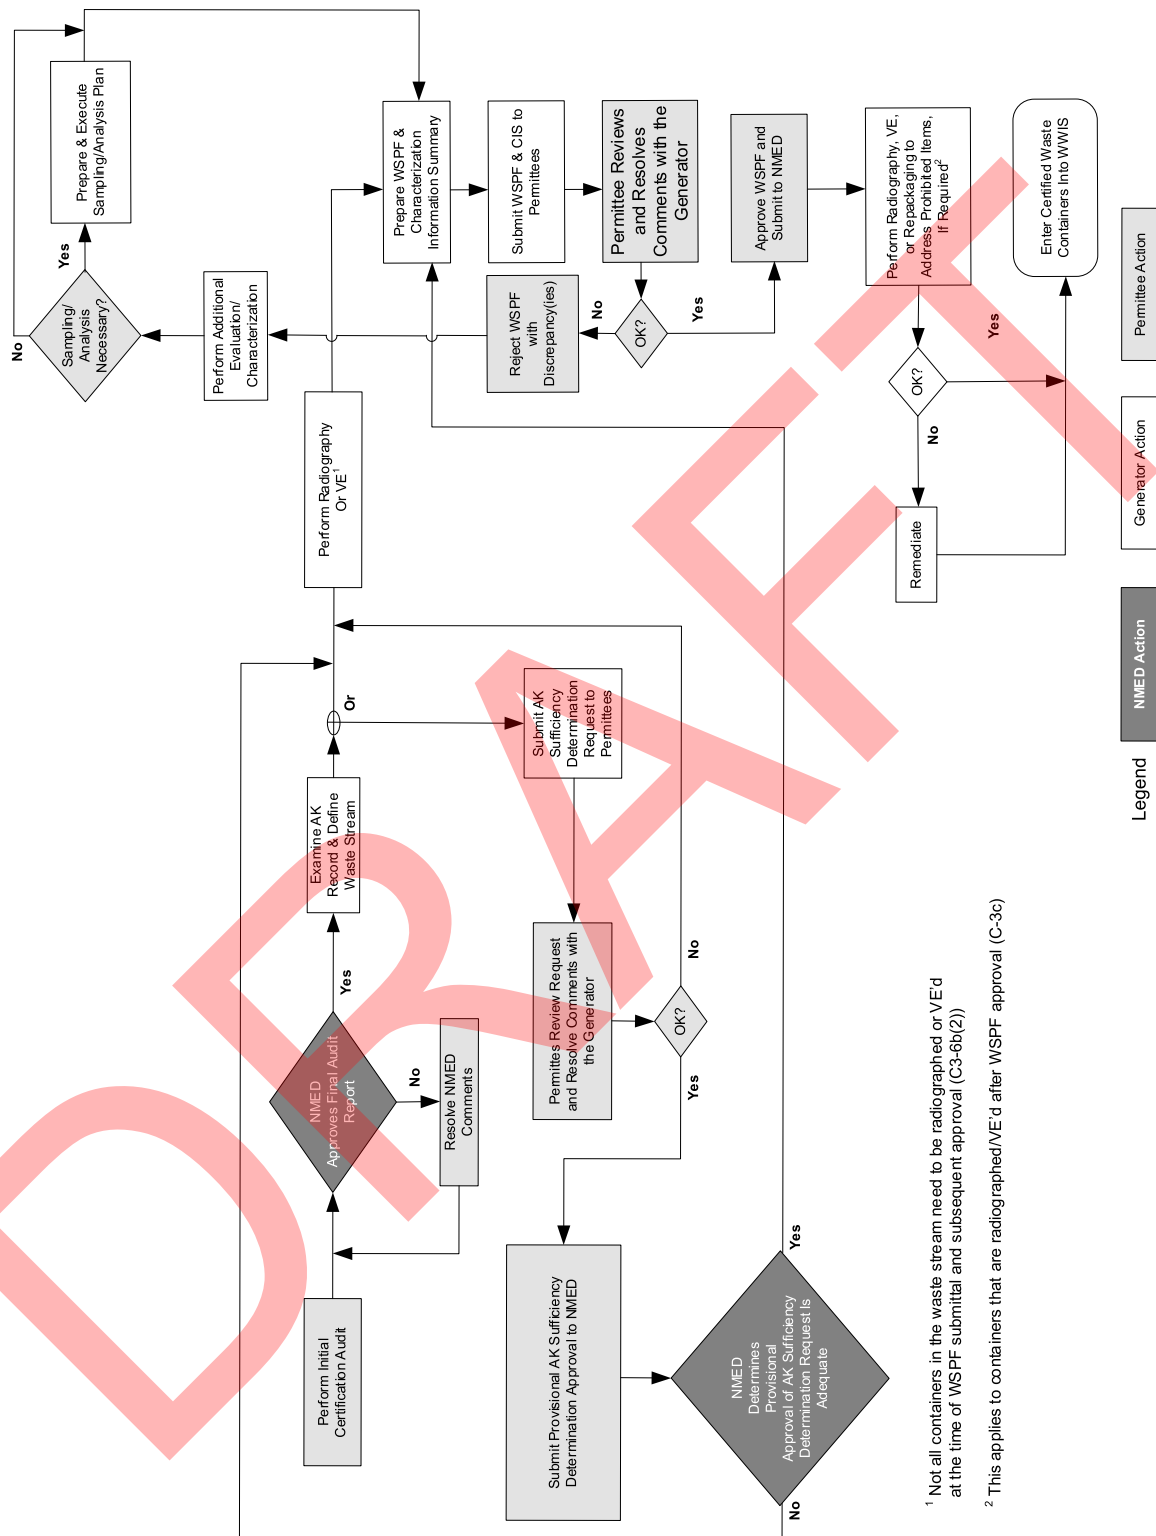 Perform Initial
Certification Audit
NMED
Approves Final Audit
Report
Yes
No
Resolve NMED
Comments
Examine AK
Record & Define
Waste Stream
Or
Perform Radiography
Or VE1
Submit AK
Sufficiency
Determination
Request to
Permittees
Permittes Review Request
and Resolve Comments with
the Generator
OK?
No
Yes
Submit Provisional AK Sufficiency
Determination Approval to NMED
NMED
Determines
Provisional
Approval of AK Sufficiency
Determination Request Is
Adequate
Yes
No
Prepare WSPF &
Characterization
Information Summary
Submit WSPF & CIS to
Permittees
Permittee Reviews
and Resolves
Comments with the
Generator
OK?
No
Yes
Reject WSPF
with
Discrepancy(ies)
Perform Additional
Evaluation/
Characterization
Sampling/
Analysis
Necessary?
No
Yes
Prepare & Execute
Sampling/Analysis Plan
Approve WSPF and
Submit to NMED
Perform Radiography, VE,
or Repackaging to
Address Prohibited Items,
If Required2
OK?
Yes
No
Remediate
Enter Certified Waste
Containers Into WWIS
1 Not all containers in the waste stream need to be radiographed or VE'd
at the time of WSPF submittal and subsequent approval (C3-6b(2))
2 This applies to containers that are radiographed/VE'd after WSPF approval (C-3c)
Legend
NMED Action
Generator Action
Permittee Action
DRAFT